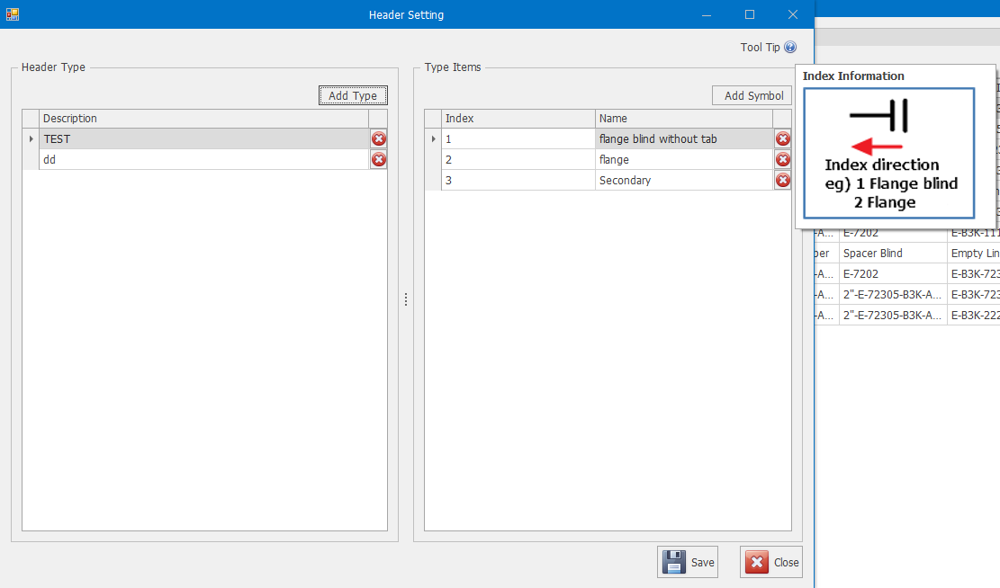 Header Setting
Tool Tip
Header Type
Add Type
Description
TEST
dd
Type Items
Add Symbol
Index Name
1 flange blind without tab
2 flange
3 Secondary
Index Information
Index direction
eg) 1 Flange blind
2 Flange
-A... E-7202 E-B3K-111
Spacer Blind Empty Lin
-A... E-7202 E-B3K-723
-A... 2"-E-72305-B3K-A... E-B3K-723
-A... 2"-E-72305-B3K-A... E-B3K-222
Save
Close